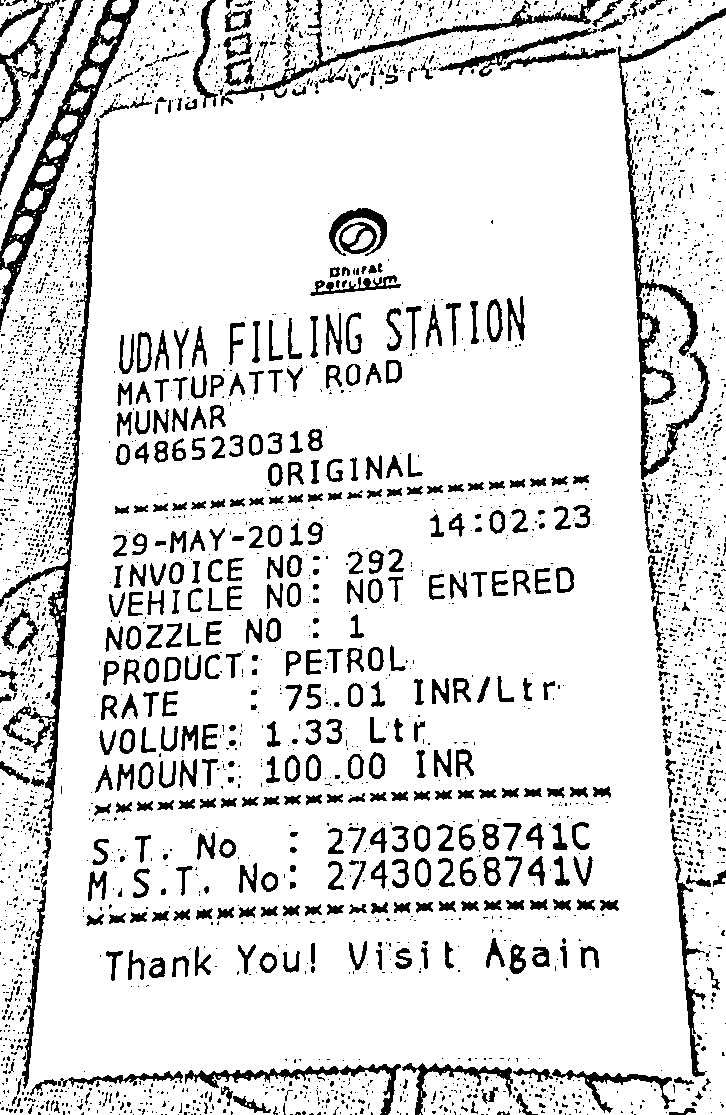 Thank You! Visit
Bharat
Petroleum
UDAYA FILLING STATION
MATTUPATTY ROAD
MUNNAR
04865230318
ORIGINAL
29-MAY-2019 14:02:23
INVOICE NO: 292
VEHICLE NO: NOT ENTERED
NOZZLE NO : 1
PRODUCT: PETROL
RATE : 75.01 INR/Ltr
VOLUME: 1.33 Ltr
AMOUNT: 100.00 INR
S.T. No : 27430268741C
M.S.T. No: 27430268741V
Thank You! Visit Again